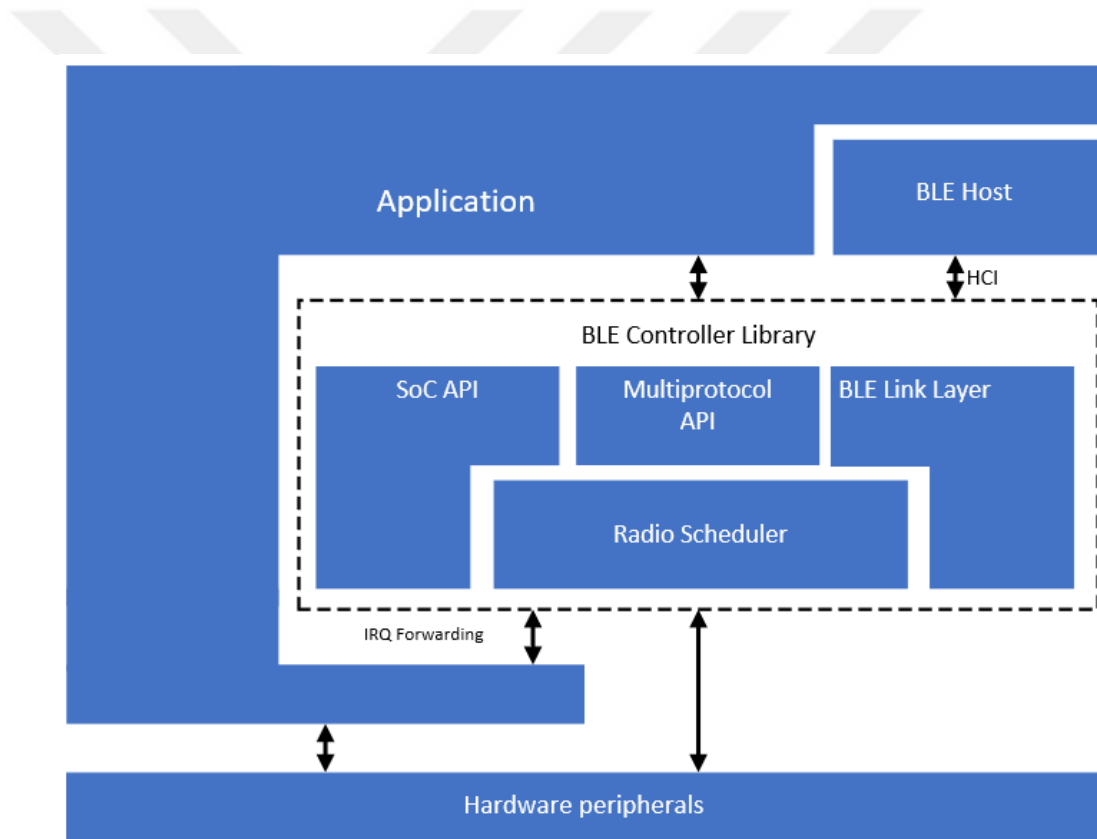 Application
BLE Host
HCI
BLE Controller Library
SoC API
Multiprotocol
API
BLE Link Layer
Radio Scheduler
IRQ Forwarding
Hardware peripherals